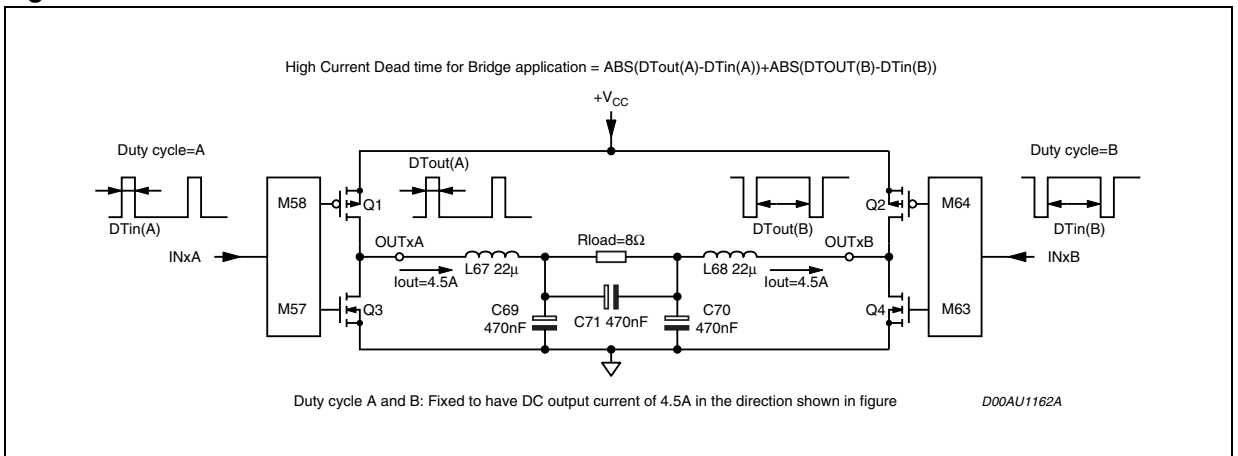 High Current Dead time for Bridge application = ABS(DTout(A)-DTin(A))+ABS(DTOUT(B)-DTin(B))
+VCC
Duty cycle=A
DTout(A)
Duty cycle=B
M58
Q1
Q2
M64
DTin(A)
DTout(B)
DTin(B)
INxA
OUTxA
Rload=8Ω
OUTxB
INxB
L67 22µ
L68 22µ
Iout=4.5A
Iout=4.5A
M57
Q3
C69
470nF
C71 470nF
C70
470nF
Q4
M63
Duty cycle A and B: Fixed to have DC output current of 4.5A in the direction shown in figure
D00AU1162A